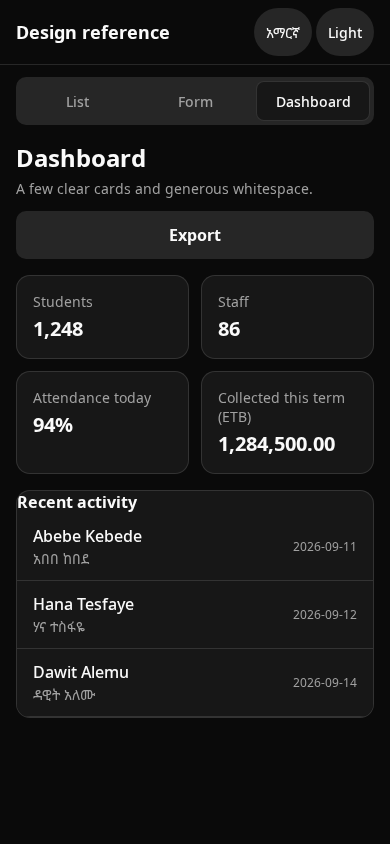 Design reference
አማርኛ
Light
List
Form
Dashboard
Dashboard
A few clear cards and generous whitespace.
Export
Students
1,248
Staff
86
Attendance today
94%
Collected this term
(ETB)
1,284,500.00
Recent activity
Abebe Kebede
አበበ ከበደ
2026-09-11
Hana Tesfaye
ሃና ተስፋዬ
2026-09-12
Dawit Alemu
ዳዊት አለሙ
2026-09-14